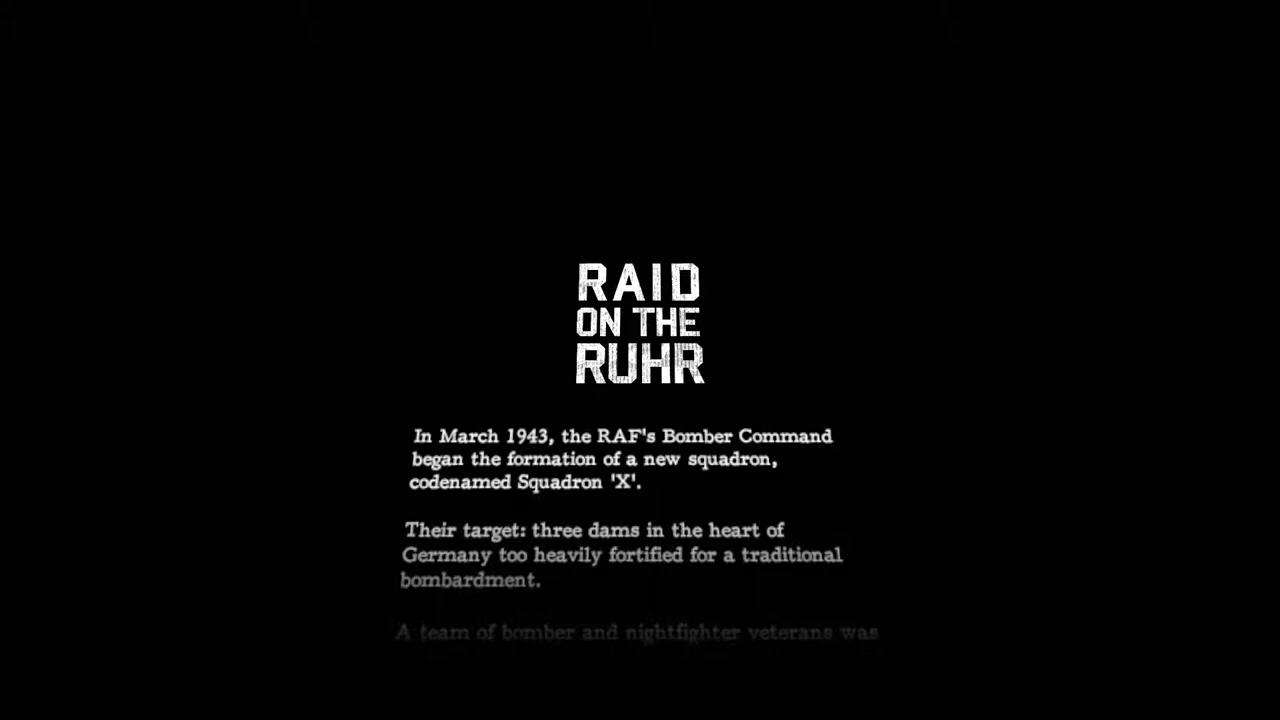 RAID
ON THE
RUHR
In March 1943, the RAF's Bomber Command
began the formation of a new squadron,
codenamed Squadron 'X'.
Their target: three dams in the heart of
Germany too heavily fortified for a traditional
bombardment.
A team of bomber and nightfighter veterans was